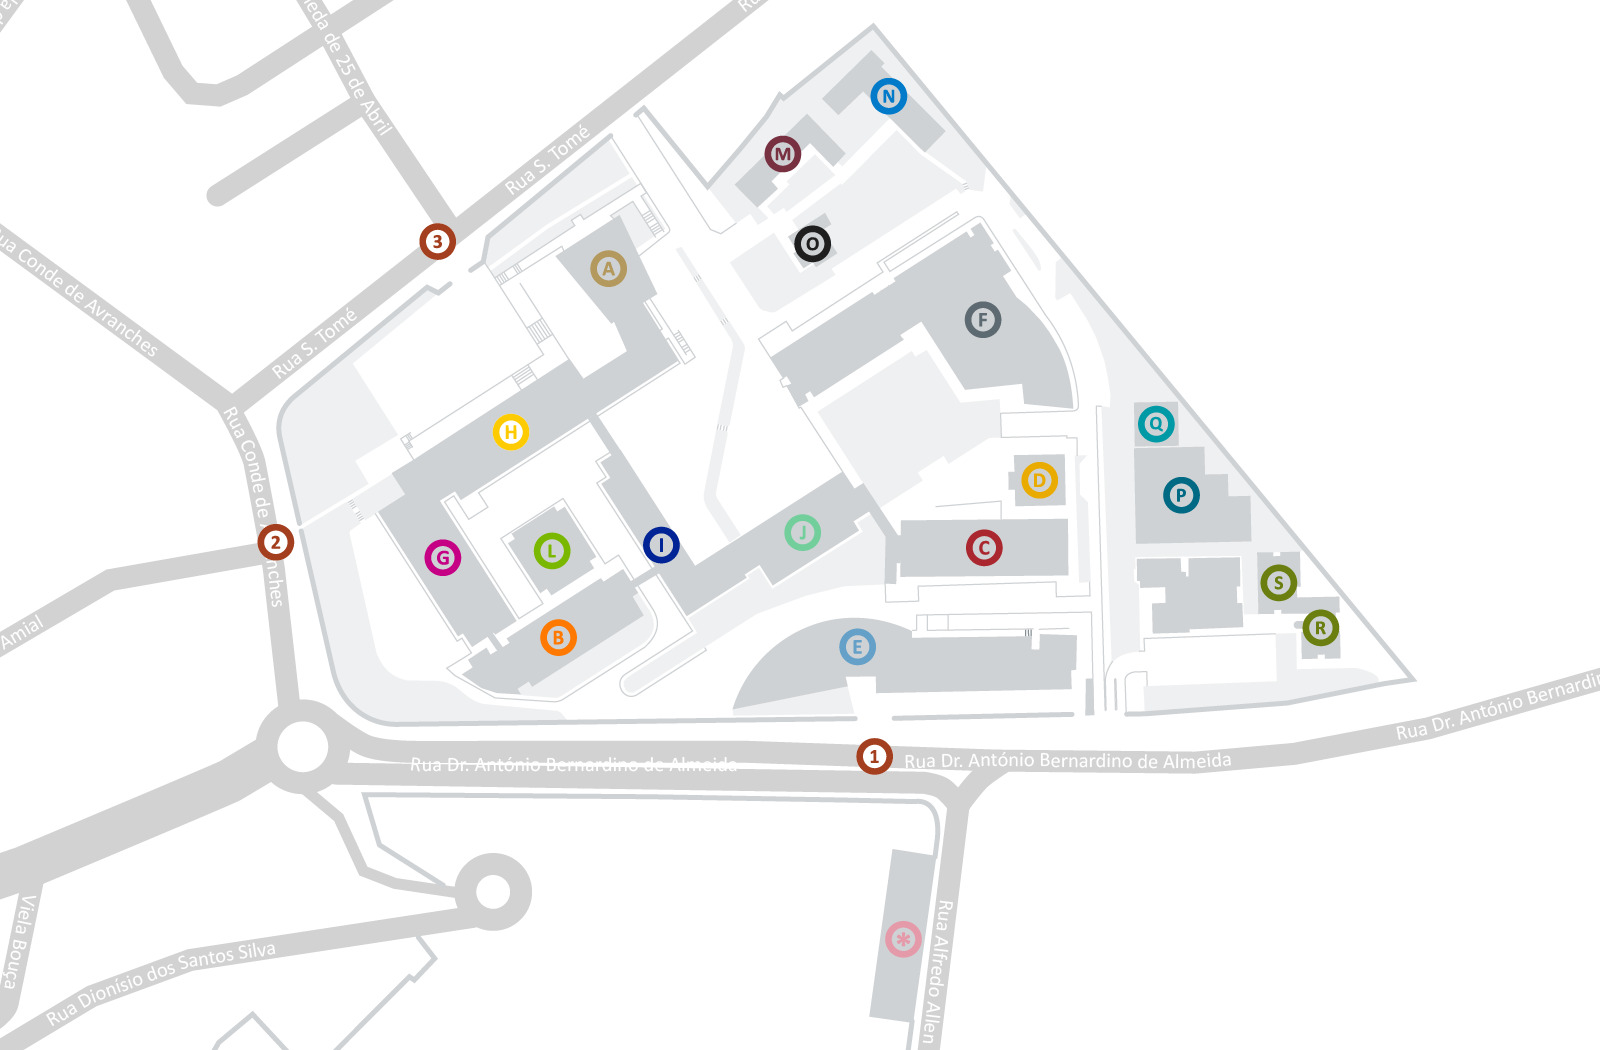 Rua S. Tomé
N
M
3
O
A
Rua Conde de Avranches
F
Rua S. Tomé
Q
H
Rua Conde de Avranches
D
P
J
2
I
C
L
G
S
R
B
E
Amial
Rua Dr. António Bernardin
1
Rua Dr. António Bernardino de Almeida
Rua Dr. António Bernardino de Almeida
*
Viela Bouça
Rua Alfredo Allen
Rua Dionísio dos Santos Silva
eda de 25 de Abril